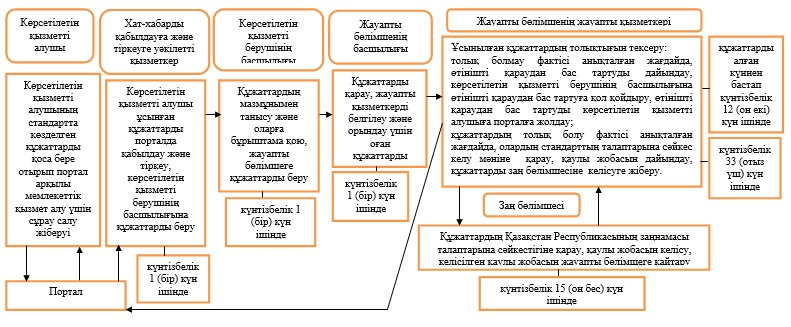 Көрсетілетін
қызметті
алушы
Хат-хабарды
қабылдауға және
тіркеуге уәкілетті
қызметкер
Көрсетілетін
қызметті
берушінің
басшылығы
Жауапты
бөлімшенің
басшылығы
Жауапты бөлімшенің жауапты қызметкері
Көрсетілетін
қызметті
алушының
стандартта
көзделген
құжаттарды
қоса бере
отырып портал
арқылы
мемлекеттік
қызмет алу үшін
сұрау салу
жіберуі
Көрсетілетін
қызметті алушы
ұсынған
құжаттарды
порталда
қабылдау және
тіркеу,
көрсетілетін
қызметті
берушінің
басшылығына
құжаттарды беру
Құжаттардың
мазмұнымен
танысу және
оларға
бұрыштама қою,
жауапты
бөлімшеге
құжаттарды беру
Құжаттарды
қарау, жауапты
қызметкерді
белгілеу және
орындау үшін
оған
құжаттарды
Ұсынылған құжаттардың толықтығын тексеру:
толық болмау фактісі анықталған жағдайда,
өтінішті қараудан бас тартуды дайындау,
көрсетілетін қызметті берушінің басшылығына
өтінішті қараудан бас тартуға қол қойдыру, өтінішті
қараудан бас тартуды көрсетілетін қызметті
алушыға порталға жолдау;
құжаттардың толық болу фактісі анықталған
жағдайда, олардың стандарттың талаптарына сәйкес
келу мәніне қарау, қаулы жобасын дайындау,
құжаттарды заң бөлімшесіне келісуге жіберу.
құжаттарды
алған
күннен
бастап
күнтізбелік
12 (он екі)
күн ішінде
күнтізбелік
33 (отыз
үш) күн
ішінде
күнтізбелік 1
(бір) күн
ішінде
күнтізбелік
1 (бір) күн
ішінде
Заң бөлімшесі
Құжаттардың Қазақстан Республикасының заңнамасы
талаптарына сәйкестігіне қарау, қаулы жобасын келісу,
келісілген қаулы жобасын жауапты бөлімшеге қайтару
күнтізбелік
1 (бір) күн
ішінде
Портал
күнтізбелік 15 (он бес) күн
ішінде